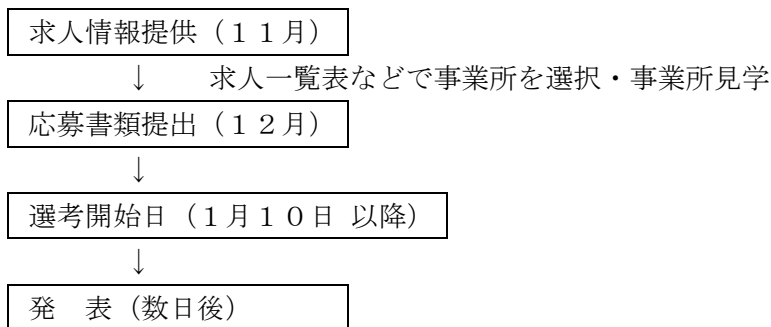 求人情報提供（１１月）
↓　求人一覧表などで事業所を選択・事業所見学
応募書類提出（１２月）
↓
選考開始日（１月１０日 以降）
↓
発　表（数日後）